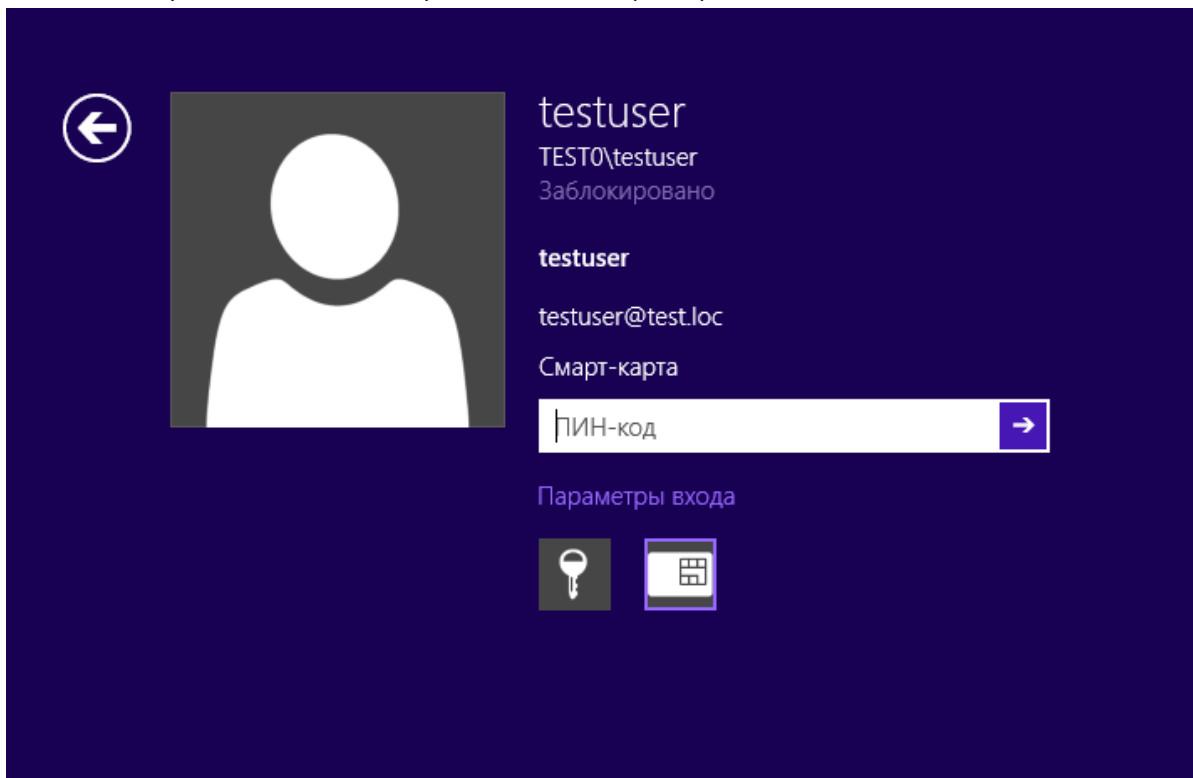 testuser
TEST0\testuser
Заблокировано
testuser
testuser@test.loc
Смарт-карта
ПИН-код
Параметры входа